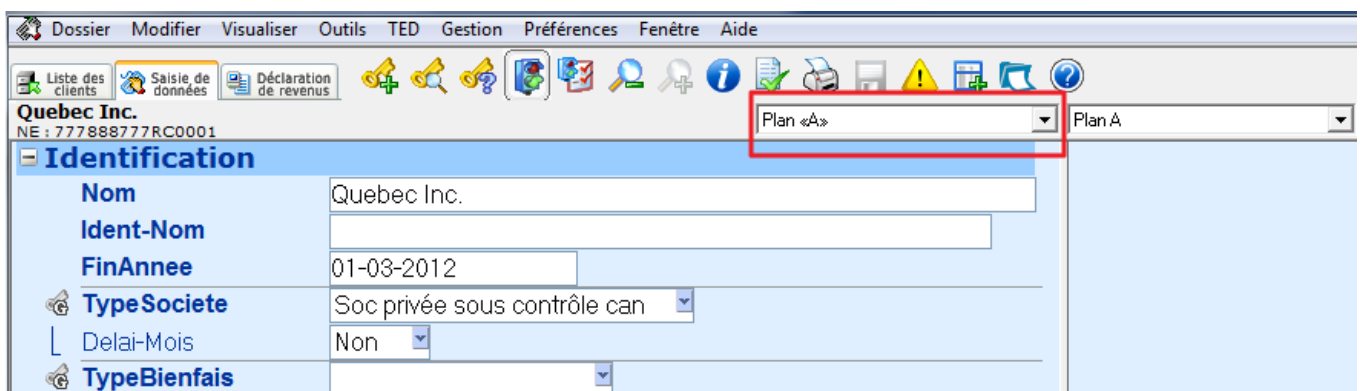 Dossier Modifier Visualiser Outils TED Gestion Préférences Fenêtre Aide
Liste des clients Saisie de données Déclaration de revenus
Quebec Inc.
NE : 777888777RC0001
Plan «A» Plan A
Identification
Nom Quebec Inc.
Ident-Nom
FinAnnee 01-03-2012
TypeSociete Soc privée sous contrôle can
Delai-Mois Non
TypeBienfais